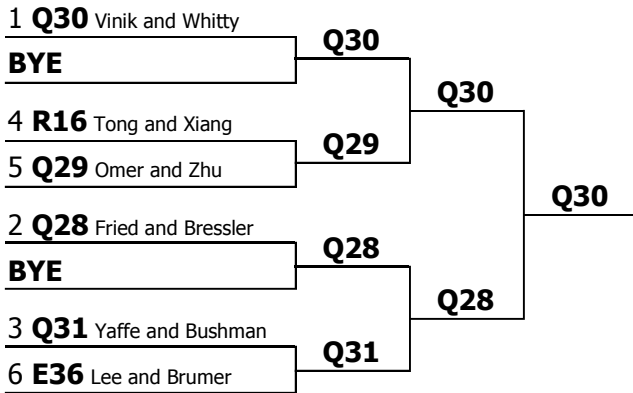 1 Q30 Vinik and Whitty
BYE
4 R16 Tong and Xiang
5 Q29 Omer and Zhu
2 Q28 Fried and Bressler
BYE
3 Q31 Yaffe and Bushman
6 E36 Lee and Brumer
Q30
Q29
Q28
Q31
Q30
Q28
Q30